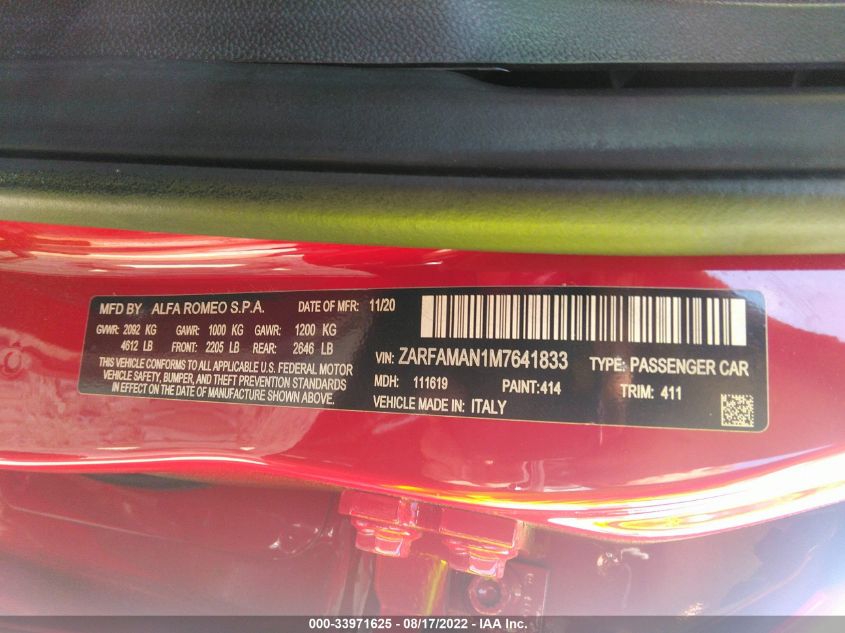 MFD BY ALFA ROMEO S.P.A. DATE OF MFR: 11/20
GVWR: 2092 KG GAWR: 1000 KG GAWR: 1200 KG
4612 LB FRONT: 2205 LB REAR: 2646 LB
THIS VEHICLE CONFORMS TO ALL APPLICABLE U.S. FEDERAL MOTOR
VEHICLE SAFETY, BUMPER, AND THEFT PREVENTION STANDARDS
IN EFFECT ON THE DATE OF MANUFACTURE SHOWN ABOVE.
VIN: ZARFAMAN1M7641833 TYPE: PASSENGER CAR
MDH: 111619 PAINT:414 TRIM: 411
VEHICLE MADE IN: ITALY
000-33971625 - 08/17/2022 - IAA Inc.